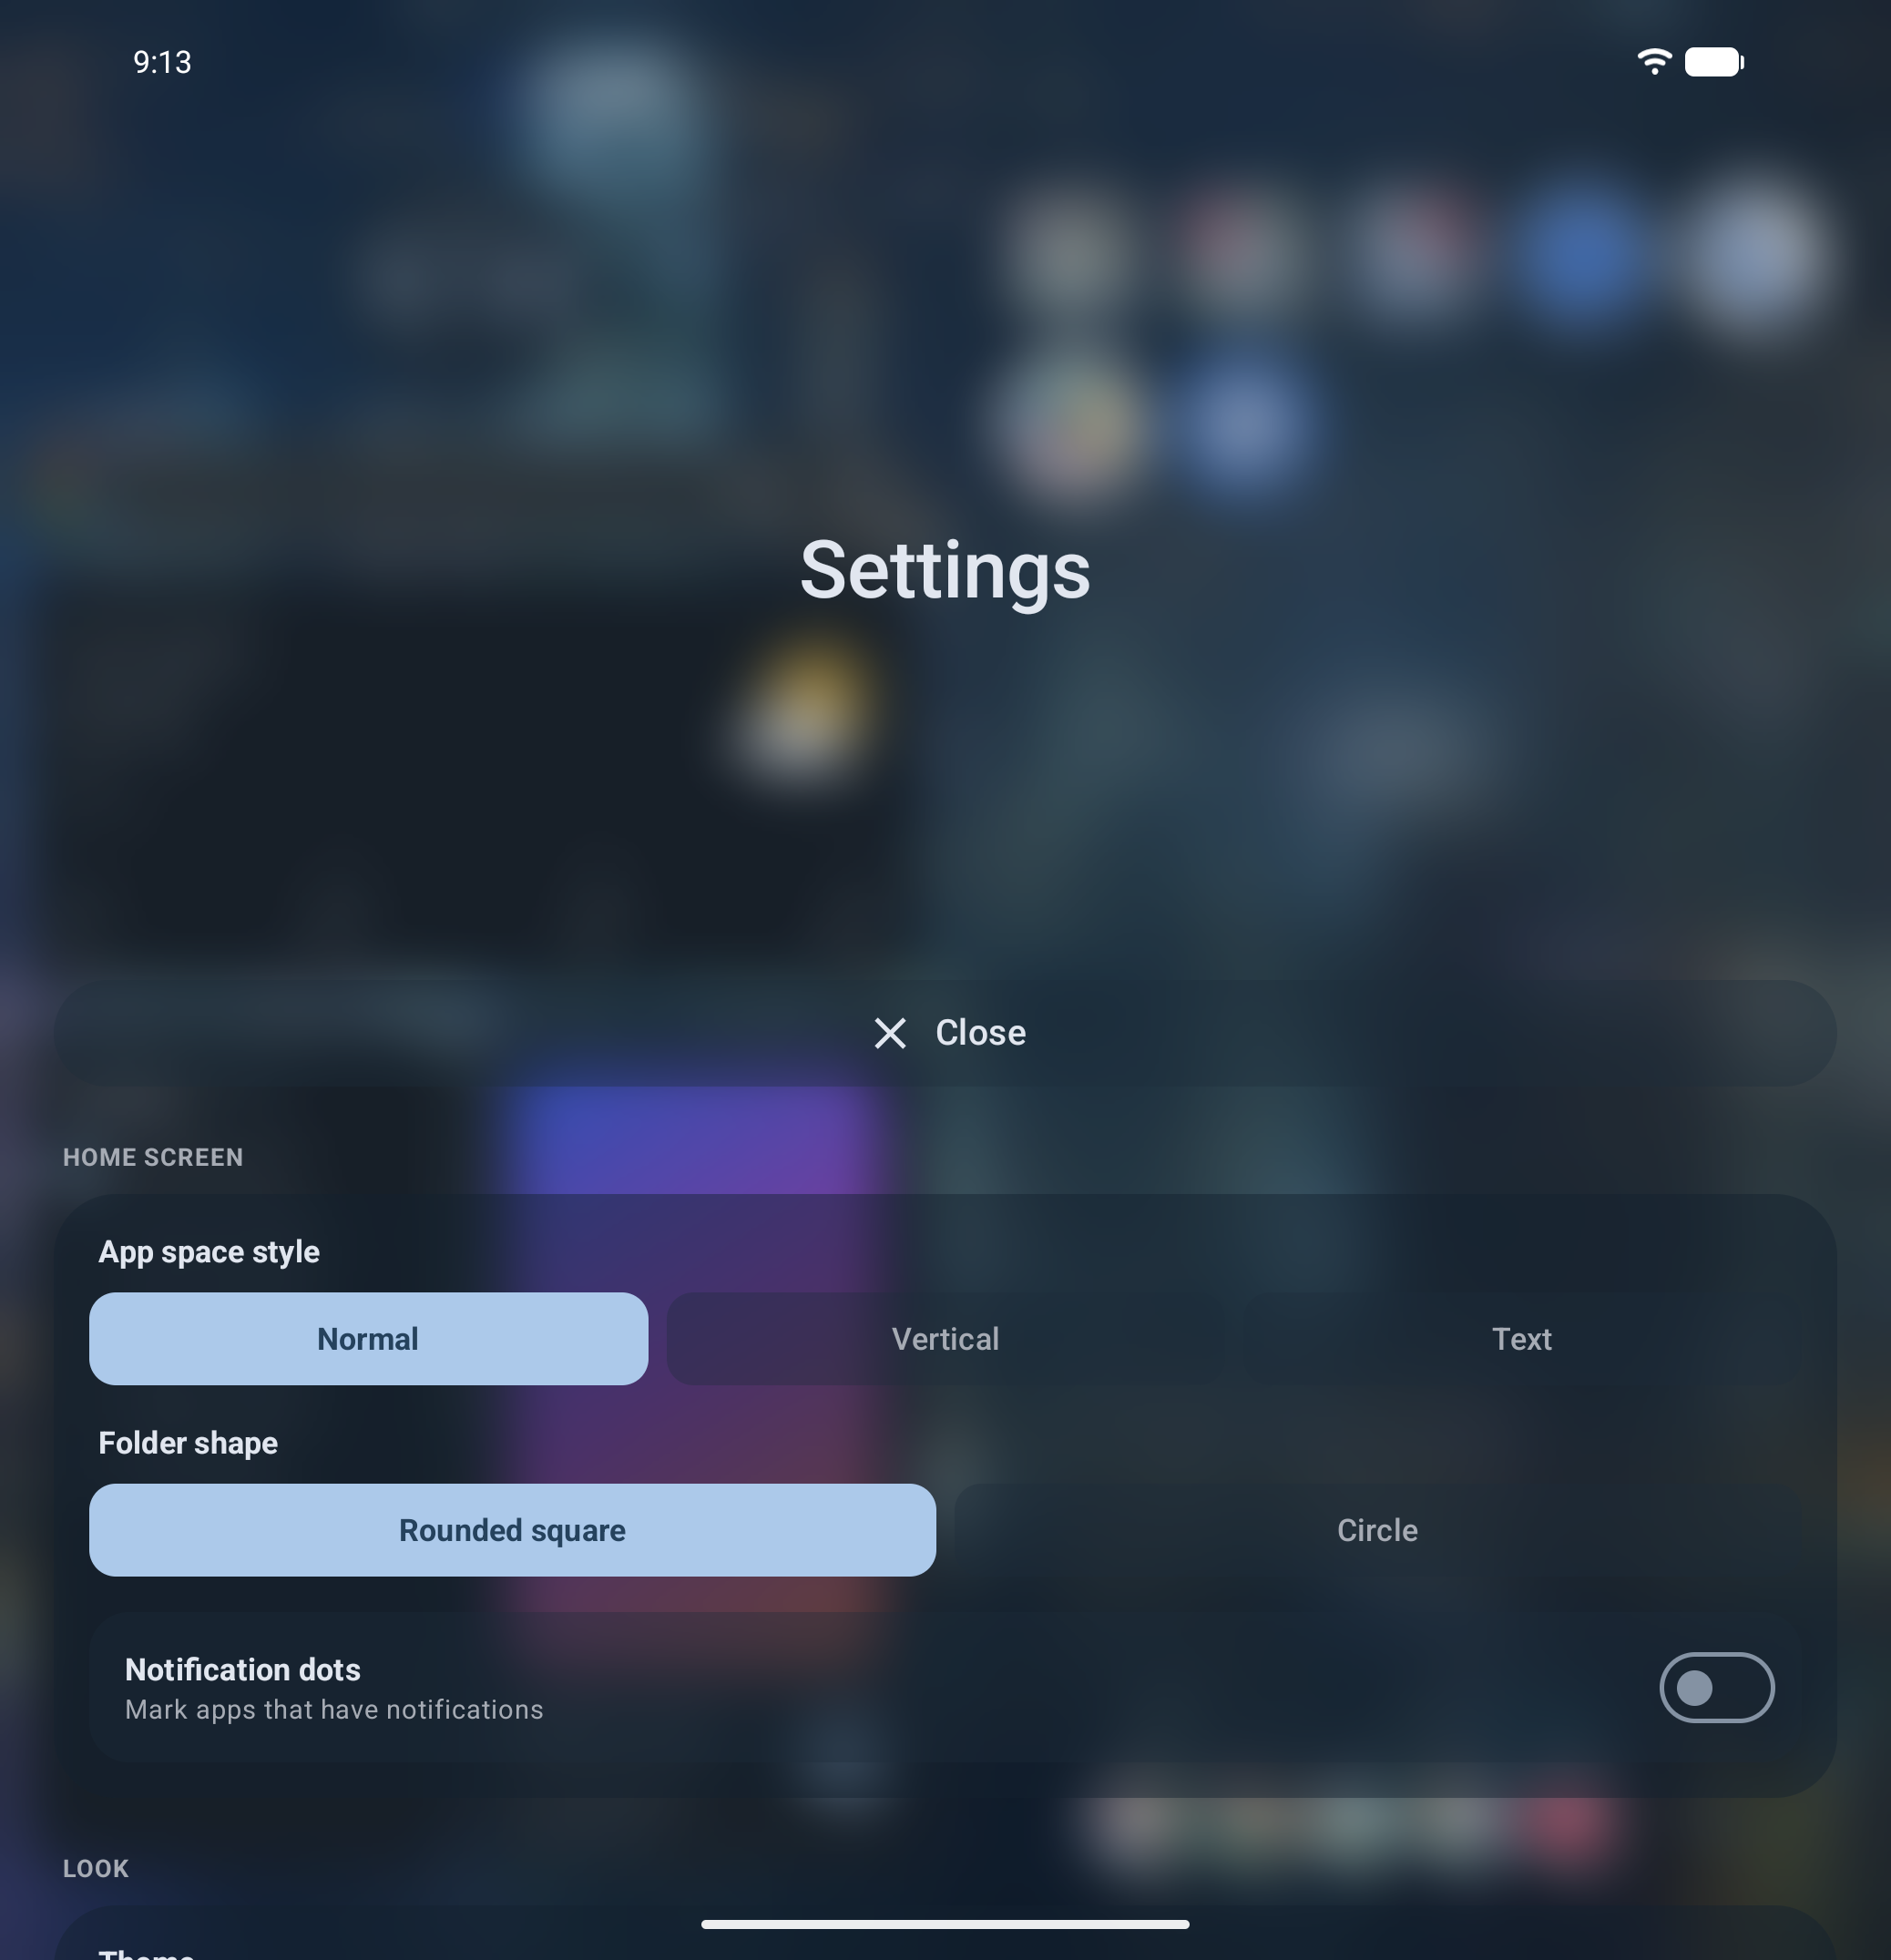 9:13
Settings
Close
HOME SCREEN
App space style
Normal
Vertical
Text
Folder shape
Rounded square
Circle
Notification dots
Mark apps that have notifications
LOOK
Theme